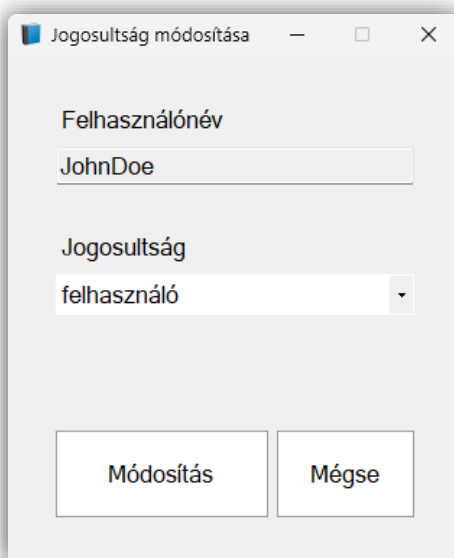 Jogosultság módosítása
Felhasználónév
JohnDoe
Jogosultság
felhasználó
Módosítás Mégse